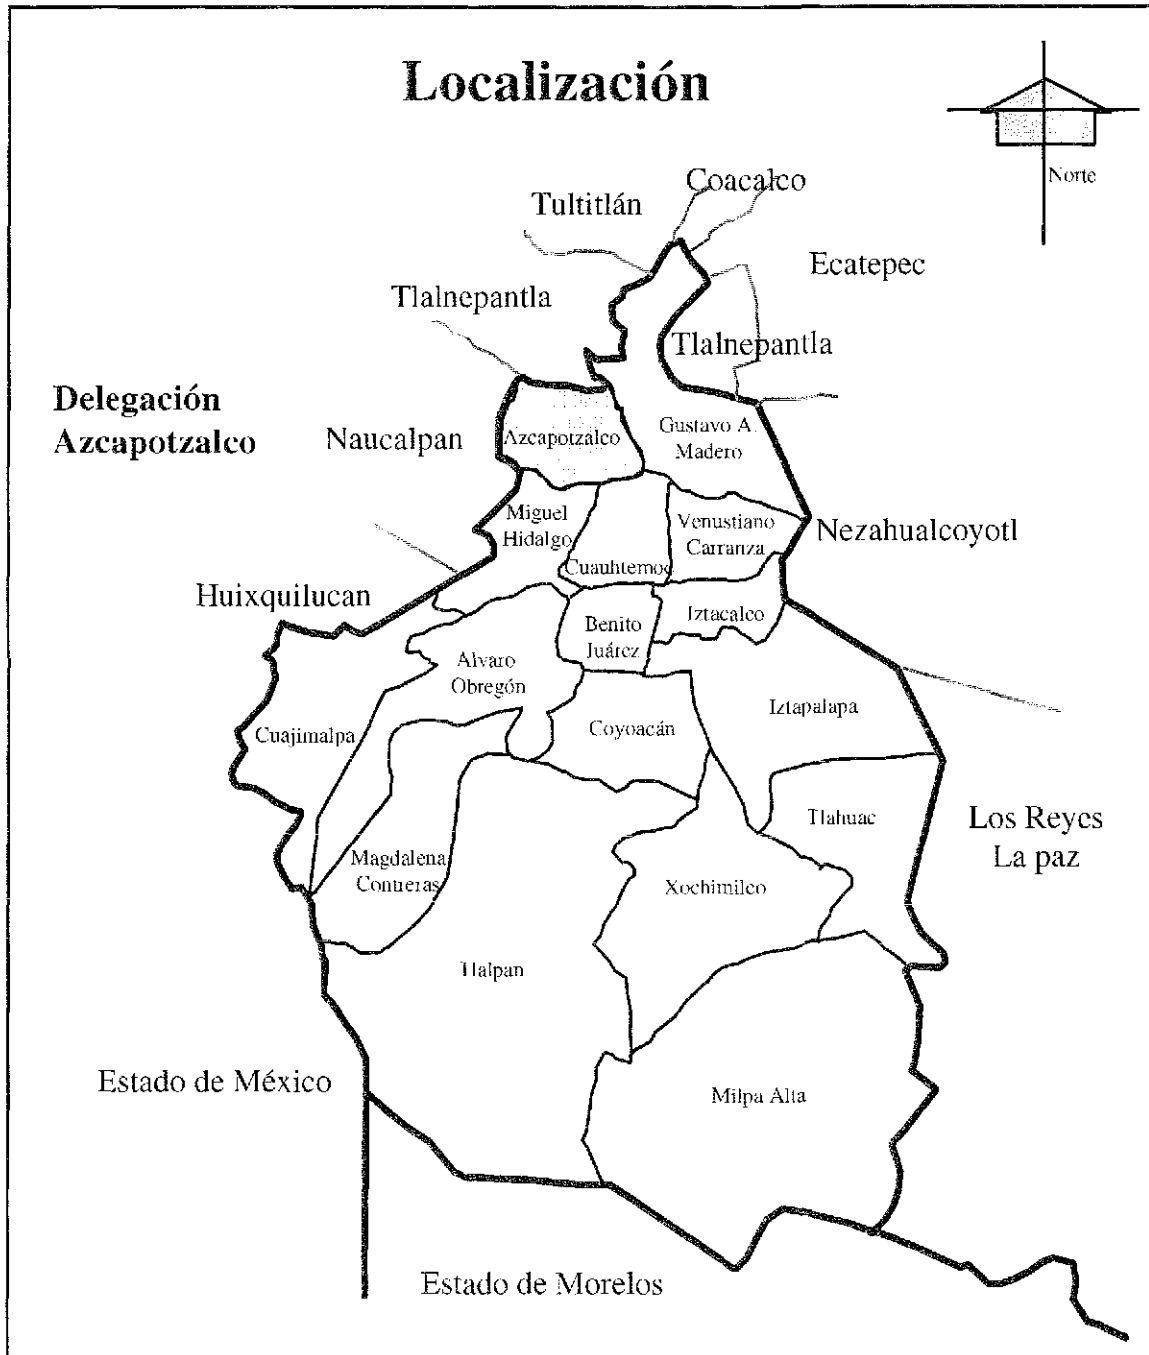 Localización
Norte
Coacalco
Tultitlán
Ecatepec
Tlalnepantla
Tlalnepantla
Delegación
Azcapotzalco
Naucalpan
Azcapotzalco
Gustavo A.
Madero
Miguel
Hidalgo
Venustiano
Carranza
Nezahualcoyotl
Cuauhtemoc
Huixquilucan
Benito
Juárez
Iztacalco
Alvaro
Obregón
Iztapalapa
Cuajimalpa
Coyoacán
Tlahuac
Los Reyes
La paz
Magdalena
Contreras
Xochimilco
Tlalpan
Estado de México
Milpa Alta
Estado de Morelos